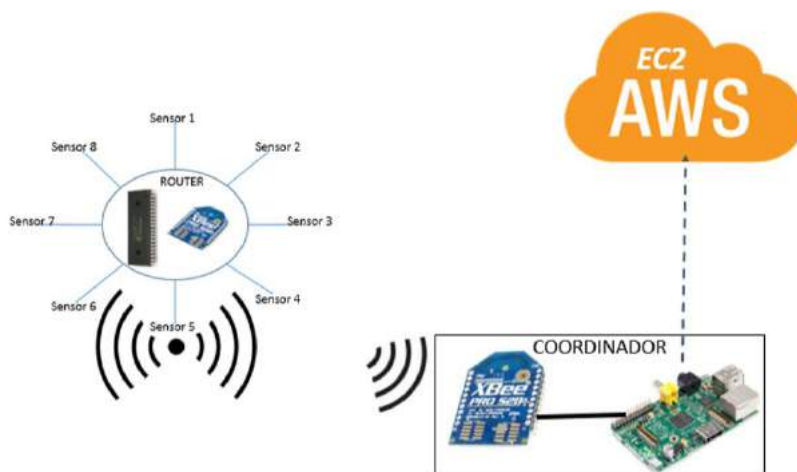 EC2
AWS
Sensor 1
Sensor 8
Sensor 2
ROUTER
Sensor 7
Sensor 3
Sensor 6
Sensor 4
Sensor 5
COORDINADOR
XBee
PRO S2B